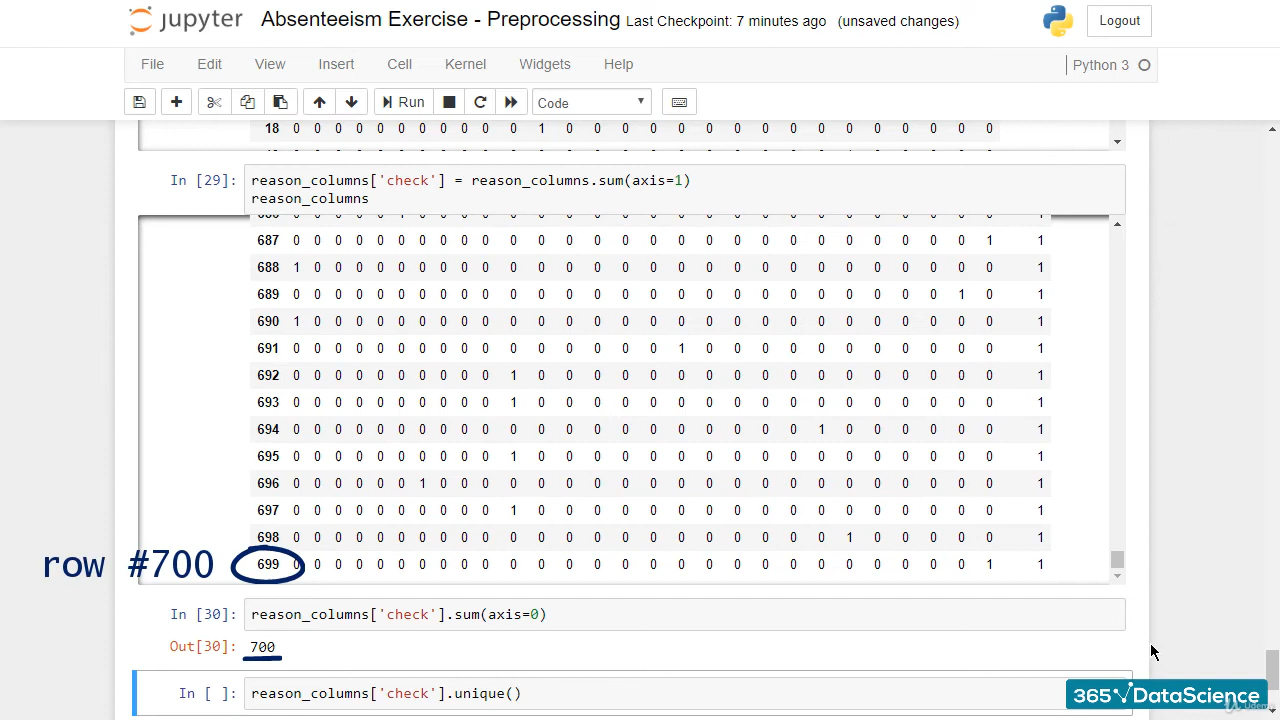 jupyter Absenteeism Exercise - Preprocessing Last Checkpoint: 7 minutes ago (unsaved changes) Logout
File Edit View Insert Cell Kernel Widgets Help Python 3
Run Code
18 0 0 0 0 0 0 0 0 0 0 0 1 0 0 0 0 0 0 0 0 0 0 0 0 0 0 0 0
In [29]: reason_columns['check'] = reason_columns.sum(axis=1)
reason_columns
687 0 0 0 0 0 0 0 0 0 0 0 0 0 0 0 0 0 0 0 0 0 0 0 0 0 0 0 1 1
688 1 0 0 0 0 0 0 0 0 0 0 0 0 0 0 0 0 0 0 0 0 0 0 0 0 0 0 0 1
689 0 0 0 0 0 0 0 0 0 0 0 0 0 0 0 0 0 0 0 0 0 0 0 0 0 0 1 0 1
690 1 0 0 0 0 0 0 0 0 0 0 0 0 0 0 0 0 0 0 0 0 0 0 0 0 0 0 0 1
691 0 0 0 0 0 0 0 0 0 0 0 0 0 0 0 0 1 0 0 0 0 0 0 0 0 0 0 0 1
692 0 0 0 0 0 0 0 0 0 0 1 0 0 0 0 0 0 0 0 0 0 0 0 0 0 0 0 0 1
693 0 0 0 0 0 0 0 0 0 0 1 0 0 0 0 0 0 0 0 0 0 0 0 0 0 0 0 0 1
694 0 0 0 0 0 0 0 0 0 0 0 0 0 0 0 0 0 0 0 0 0 1 0 0 0 0 0 0 1
695 0 0 0 0 0 0 0 0 0 0 1 0 0 0 0 0 0 0 0 0 0 0 0 0 0 0 0 0 1
696 0 0 0 0 0 0 1 0 0 0 0 0 0 0 0 0 0 0 0 0 0 0 0 0 0 0 0 0 1
697 0 0 0 0 0 0 0 0 0 0 1 0 0 0 0 0 0 0 0 0 0 0 0 0 0 0 0 0 1
698 0 0 0 0 0 0 0 0 0 0 0 0 0 0 0 0 0 0 0 0 0 0 1 0 0 0 0 0 1
row #700 699 0 0 0 0 0 0 0 0 0 0 0 0 0 0 0 0 0 0 0 0 0 0 0 0 0 0 0 1 1
In [30]: reason_columns['check'].sum(axis=0)
Out[30]: 700
In [ ]: reason_columns['check'].unique()
365 DataScience
Udemy